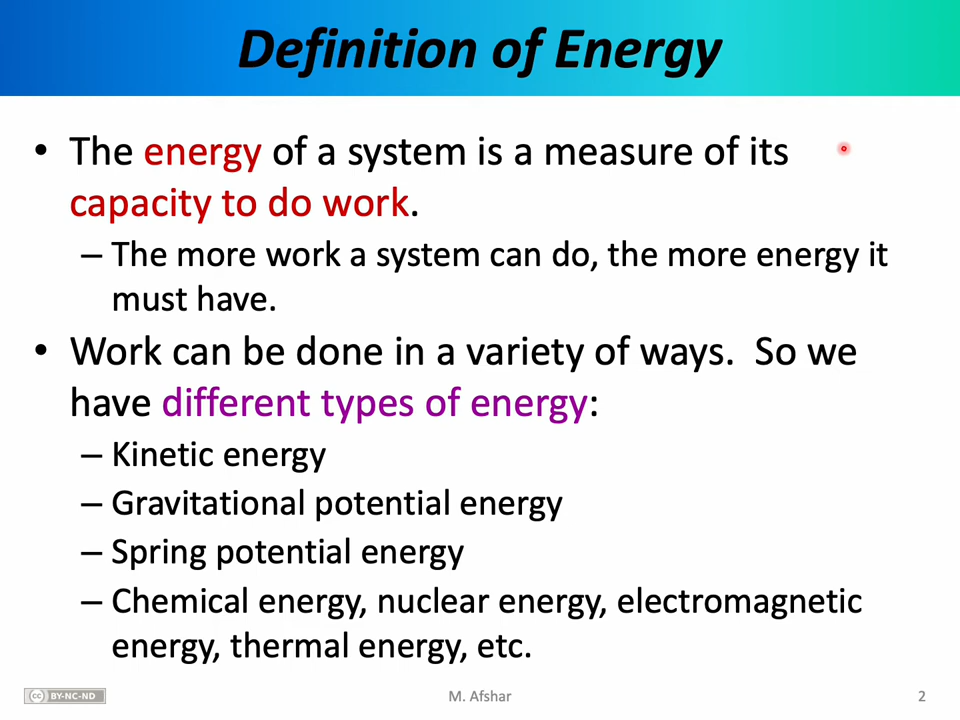 Definition of Energy
• The energy of a system is a measure of its
capacity to do work.
– The more work a system can do, the more energy it
must have.
• Work can be done in a variety of ways.  So we
have different types of energy:
– Kinetic energy
– Gravitational potential energy
– Spring potential energy
– Chemical energy, nuclear energy, electromagnetic
energy, thermal energy, etc.
cc BY-NC-ND
M. Afshar
2